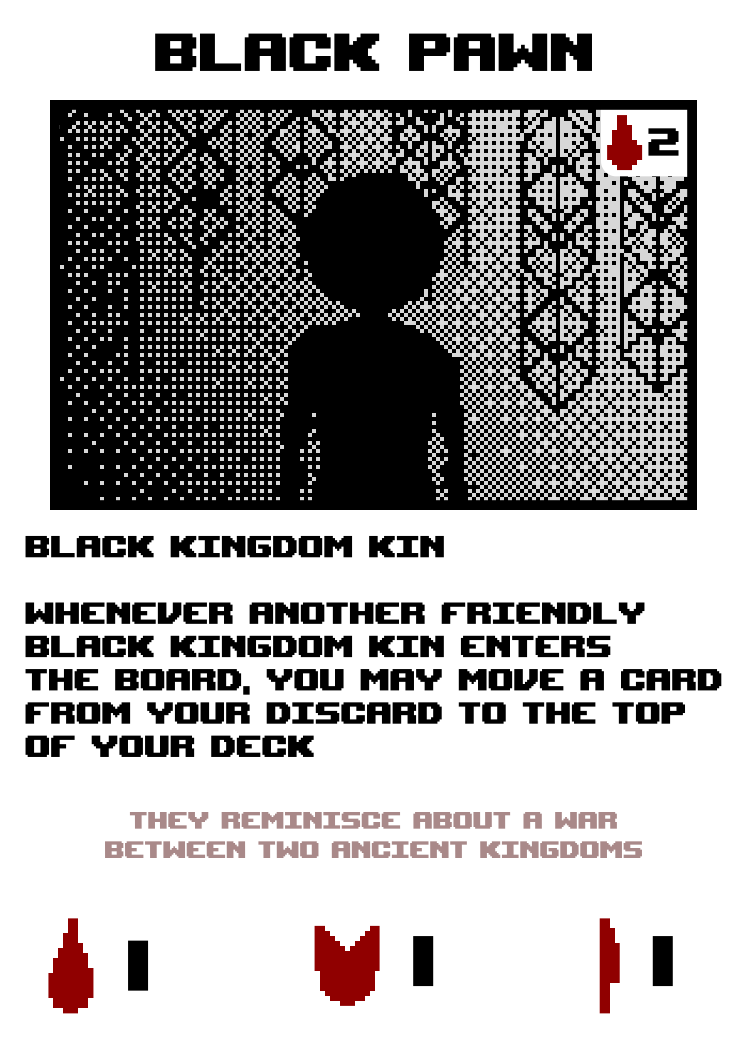 BLACK PAWN
2
BLACK KINGDOM KIN
WHENEVER ANOTHER FRIENDLY
BLACK KINGDOM KIN ENTERS
THE BOARD, YOU MAY MOVE A CARD
FROM YOUR DISCARD TO THE TOP
OF YOUR DECK
THEY REMINISCE ABOUT A WAR
BETWEEN TWO ANCIENT KINGDOMS
1 1 1